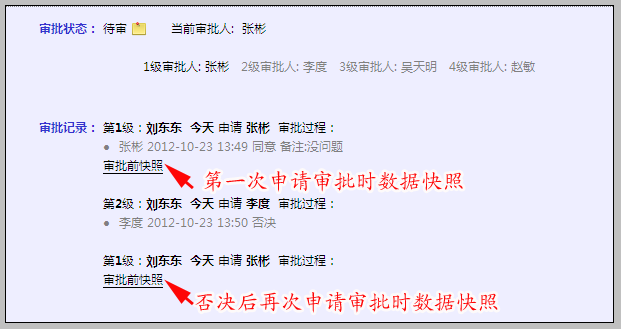 审批状态：待审 当前审批人: 张彬
1级审批人: 张彬 2级审批人: 李度 3级审批人: 吴天明 4级审批人: 赵敏
审批记录：第1级：刘东东 今天 申请 张彬 审批过程：
● 张彬 2012-10-23 13:49 同意 备注:没问题
审批前快照
第一次申请审批时数据快照
第2级：刘东东 今天 申请 李度 审批过程：
● 李度 2012-10-23 13:50 否决
第1级：刘东东 今天 申请 张彬 审批过程：
审批前快照
否决后再次申请审批时数据快照